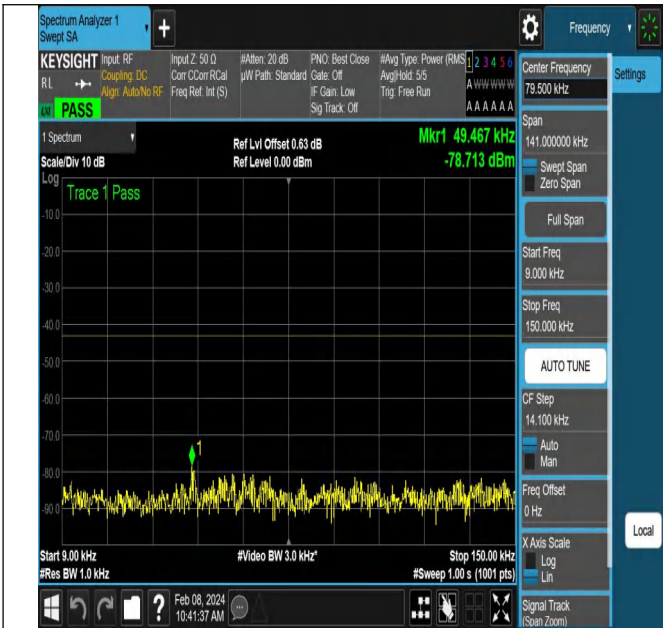 Spectrum Analyzer 1
Swept SA
+
Frequency
KEYSIGHT
RL
PASS
Input: RF
Coupling: DC
Align: Auto/No RF
Input Z: 50 Ω
Corr CCorr RCal
Freq Ref: Int (S)
#Atten: 20 dB
µW Path: Standard
PNO: Best Close
Gate: Off
IF Gain: Low
Sig Track: Off
#Avg Type: Power (RMS
Avg|Hold: 5/5
Trig: Free Run
1 2 3 4 5 6
A W W W W W
A A A A A A
1 Spectrum
Scale/Div 10 dB
Log
Ref Lvl Offset 0.63 dB
Ref Level 0.00 dBm
Mkr1 49.467 kHz
-78.713 dBm
Trace 1 Pass
-10.0
-20.0
-30.0
-40.0
-50.0
-60.0
-70.0
-80.0
-90.0
1
Start 9.00 kHz
#Res BW 1.0 kHz
#Video BW 3.0 kHz*
Stop 150.00 kHz
#Sweep 1.00 s (1001 pts)
?
Feb 08, 2024
10:41:37 AM
Center Frequency
79.500 kHz
Settings
Span
141.000000 kHz
Swept Span
Zero Span
Full Span
Start Freq
9.000 kHz
Stop Freq
150.000 kHz
AUTO TUNE
CF Step
14.100 kHz
Auto
Man
Freq Offset
0 Hz
X Axis Scale
Log
Lin
Signal Track
(Span Zoom)
Local